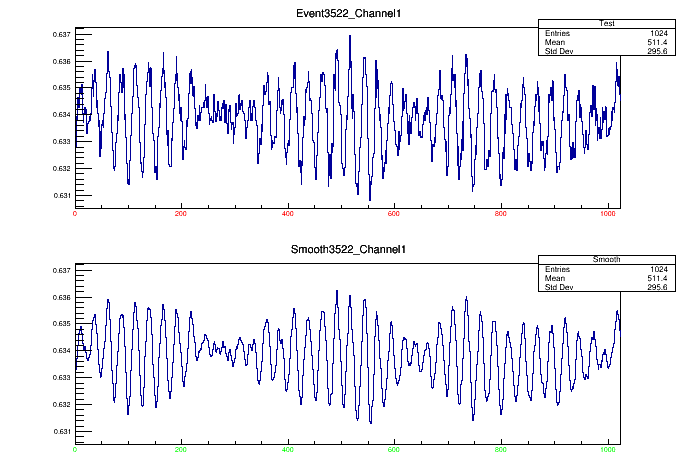 Event3522_Channel1
Test
Entries 1024
Mean 511.4
Std Dev 295.6
0.637
0.636
0.635
0.634
0.633
0.632
0.631
0 200 400 600 800 1000
Smooth3522_Channel1
Smooth
Entries 1024
Mean 511.4
Std Dev 295.6
0.637
0.636
0.635
0.634
0.633
0.632
0.631
0 200 400 600 800 1000